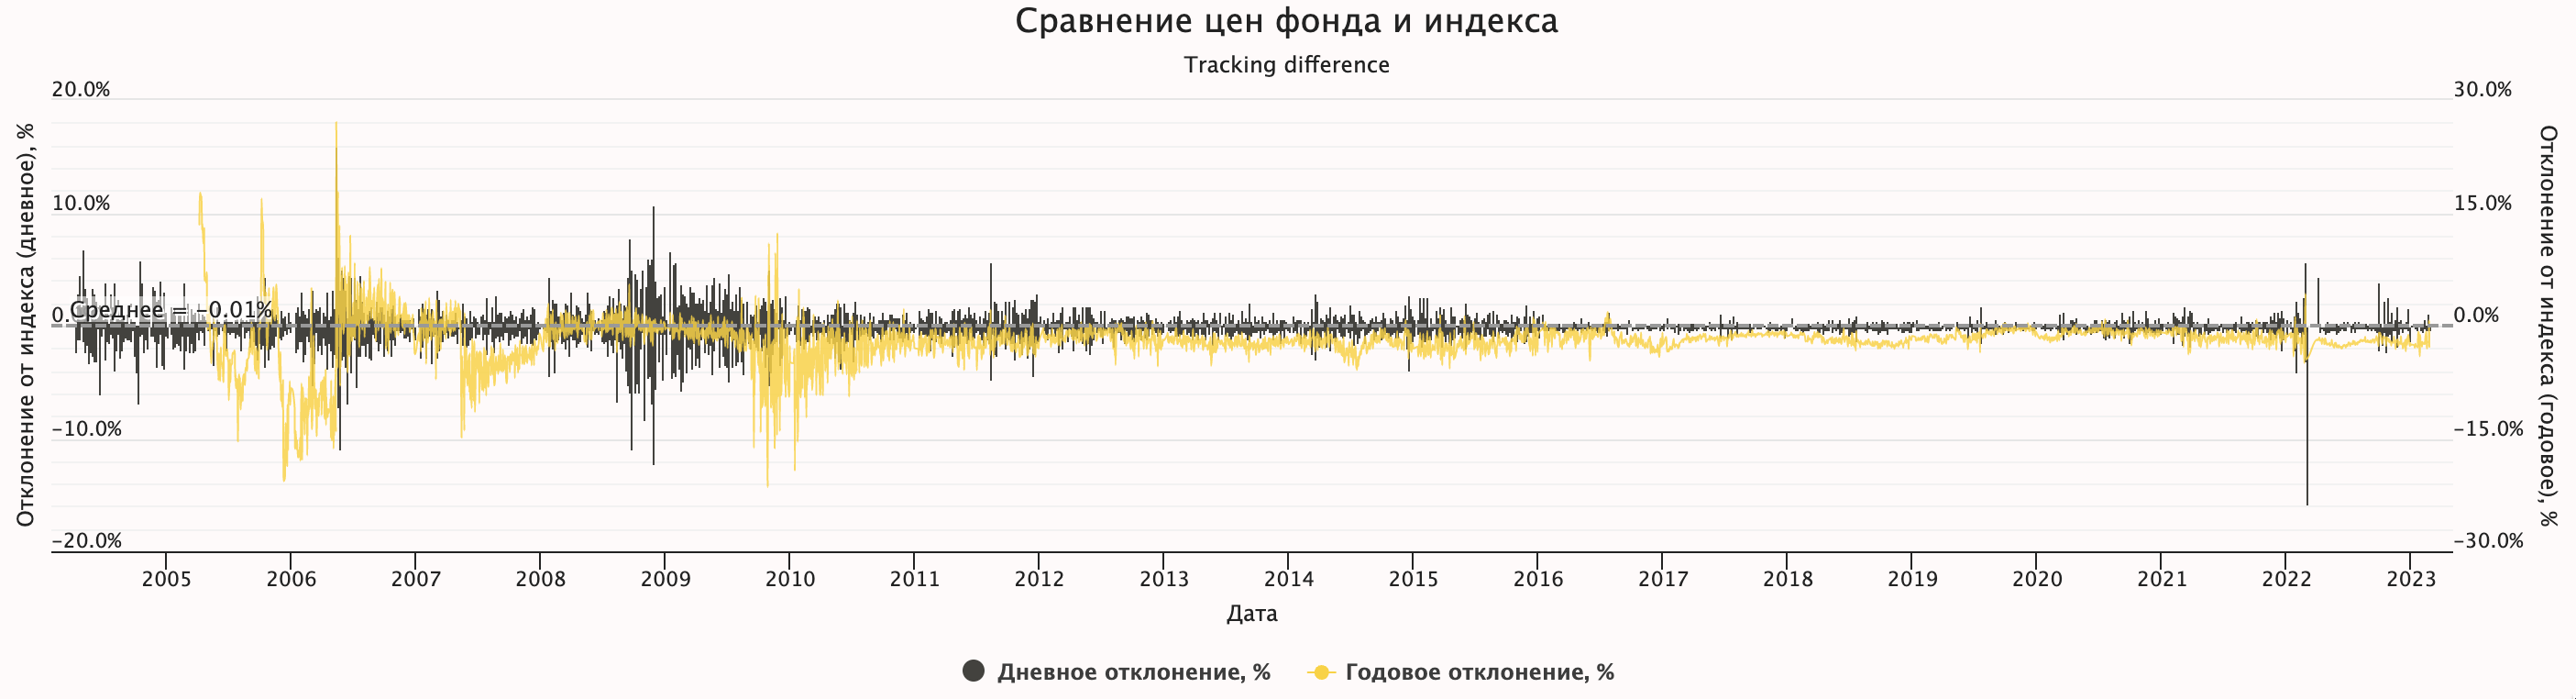 Сравнение цен фонда и индекса
Tracking difference
Отклонение от индекса (дневное), %
20.0%
10.0%
0.
−10.0%
−20.0%
Среднее = −0.01%
30.0%
15.0%
0.0%
−15.0%
−30.0%
Отклонение от индекса (годовое), %
2005 2006 2007 2008 2009 2010 2011 2012 2013 2014 2015 2016 2017 2018 2019 2020 2021 2022 2023
Дата
Дневное отклонение, % Годовое отклонение, %